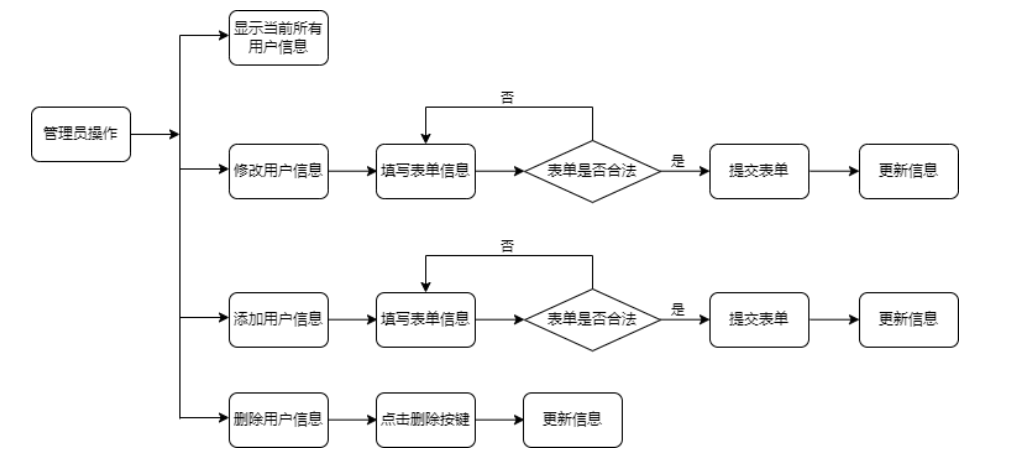 显示当前所有
用户信息
管理员操作
否
修改用户信息
填写表单信息
表单是否合法
是
提交表单
更新信息
否
添加用户信息
填写表单信息
表单是否合法
是
提交表单
更新信息
删除用户信息
点击删除按键
更新信息